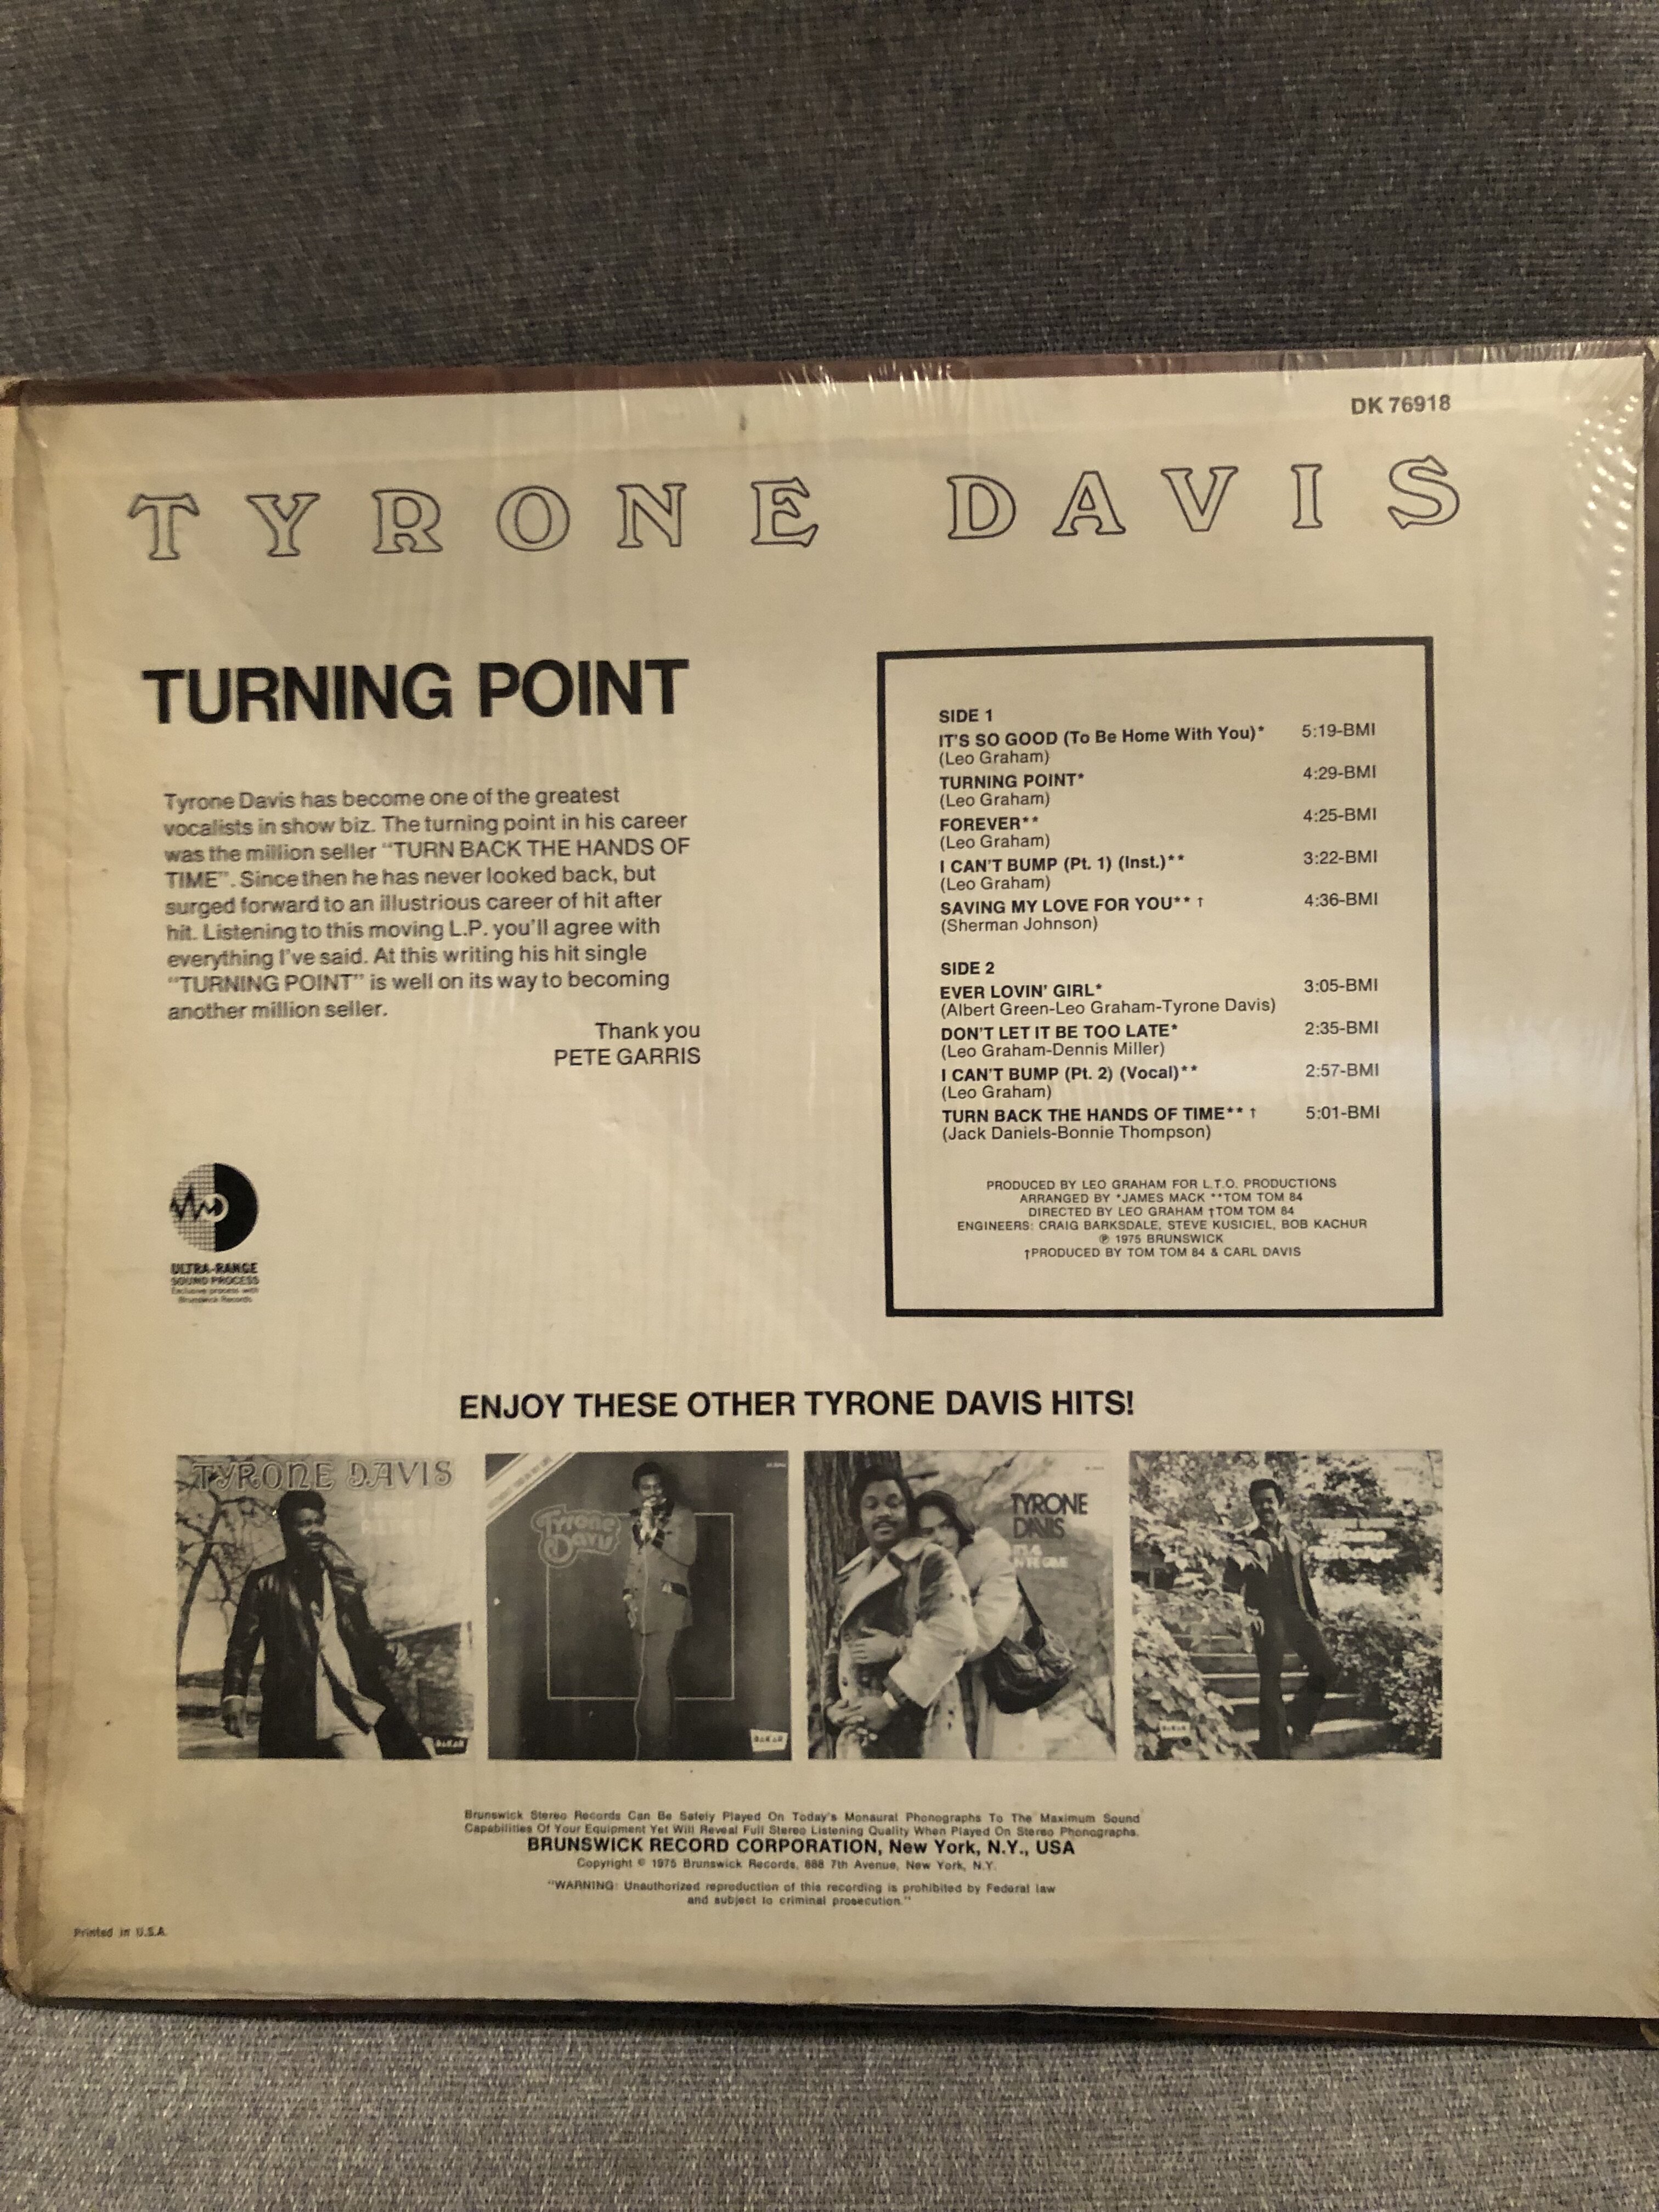 DK 76918
TYRONE DAVIS
TURNING POINT
Tyrone Davis has become one of the greatest
vocalists in show biz. The turning point in his career
was the million seller "TURN BACK THE HANDS OF
TIME". Since then he has never looked back, but
surged forward to an illustrious career of hit after
hit. Listening to this moving L.P. you'll agree with
everything I've said. At this writing his hit single
"TURNING POINT" is well on its way to becoming
another million seller.
Thank you
PETE GARRIS
SIDE 1
IT'S SO GOOD (To Be Home With You)* 5:19-BMI
(Leo Graham)
TURNING POINT* 4:29-BMI
(Leo Graham)
FOREVER** 4:25-BMI
(Leo Graham)
I CAN'T BUMP (Pt. 1) (Inst.)** 3:22-BMI
(Leo Graham)
SAVING MY LOVE FOR YOU** † 4:36-BMI
(Sherman Johnson)
SIDE 2
EVER LOVIN' GIRL* 3:05-BMI
(Albert Green-Leo Graham-Tyrone Davis)
DON'T LET IT BE TOO LATE* 2:35-BMI
(Leo Graham-Dennis Miller)
I CAN'T BUMP (Pt. 2) (Vocal)** 2:57-BMI
(Leo Graham)
TURN BACK THE HANDS OF TIME** † 5:01-BMI
(Jack Daniels-Bonnie Thompson)
PRODUCED BY LEO GRAHAM FOR L.T.O. PRODUCTIONS
ARRANGED BY *JAMES MACK **TOM TOM 84
DIRECTED BY LEO GRAHAM †TOM TOM 84
ENGINEERS: CRAIG BARKSDALE, STEVE KUSICIEL, BOB KACHUR
℗ 1975 BRUNSWICK
†PRODUCED BY TOM TOM 84 & CARL DAVIS
ULTRA-RANGE
SOUND PROCESS
Exclusive process with
Brunswick Records
ENJOY THESE OTHER TYRONE DAVIS HITS!
TYRONE DAVIS
DAKAR
Tyrone
Davis
DAKAR
TYRONE
DAVIS
IT'S ALL
IN THE GAME
DAKAR
Brunswick Stereo Records Can Be Safely Played On Today's Monaural Phonographs To The Maximum Sound
Capabilities Of Your Equipment Yet Will Reveal Full Stereo Listening Quality When Played On Stereo Phonographs.
BRUNSWICK RECORD CORPORATION, New York, N.Y., USA
Copyright © 1975 Brunswick Records, 888 7th Avenue, New York, N.Y.
"WARNING: Unauthorized reproduction of this recording is prohibited by Federal law
and subject to criminal prosecution."
Printed in U.S.A.